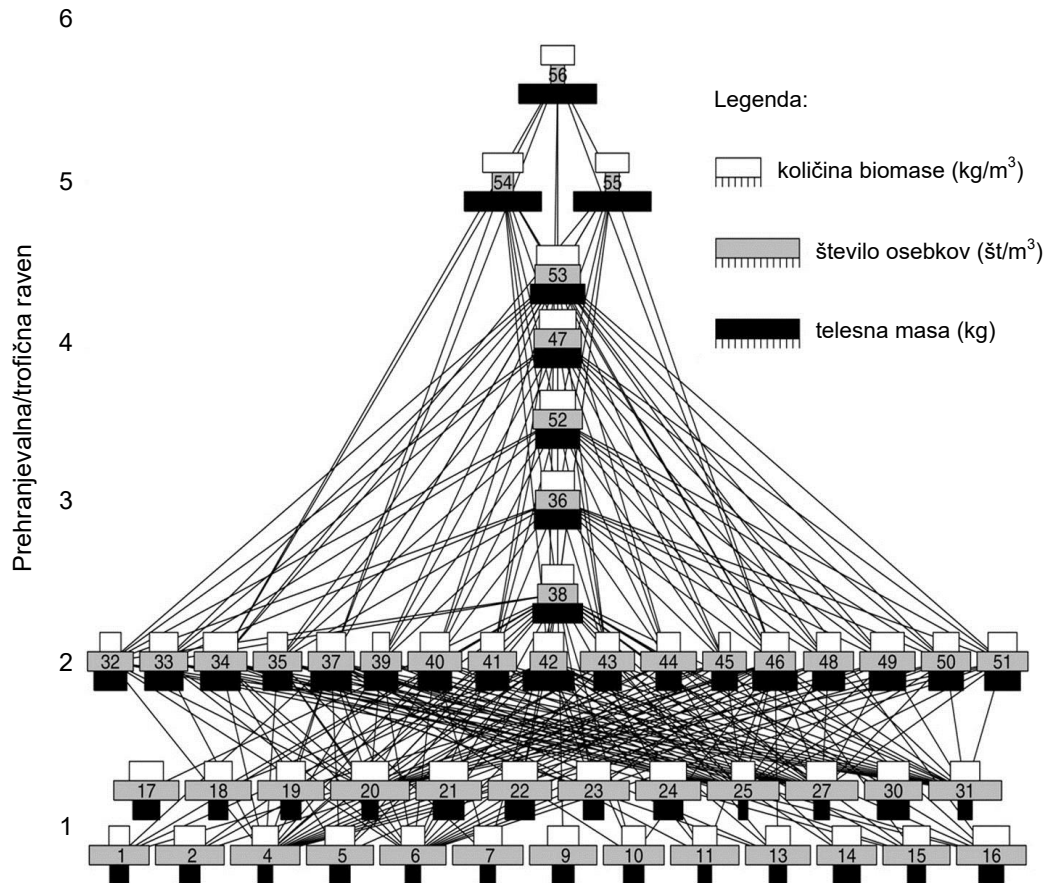 6
56
Legenda:
količina biomase (kg/m³)
5
54 55
število osebkov (št/m³)
53
telesna masa (kg)
4
47
Prehranjevalna/trofična raven
52
3
36
38
2
32 33 34 35 37 39 40 41 42 43 44 45 46 48 49 50 51
17 18 19 20 21 22 23 24 25 27 30 31
1
1 2 4 5 6 7 9 10 11 13 14 15 16